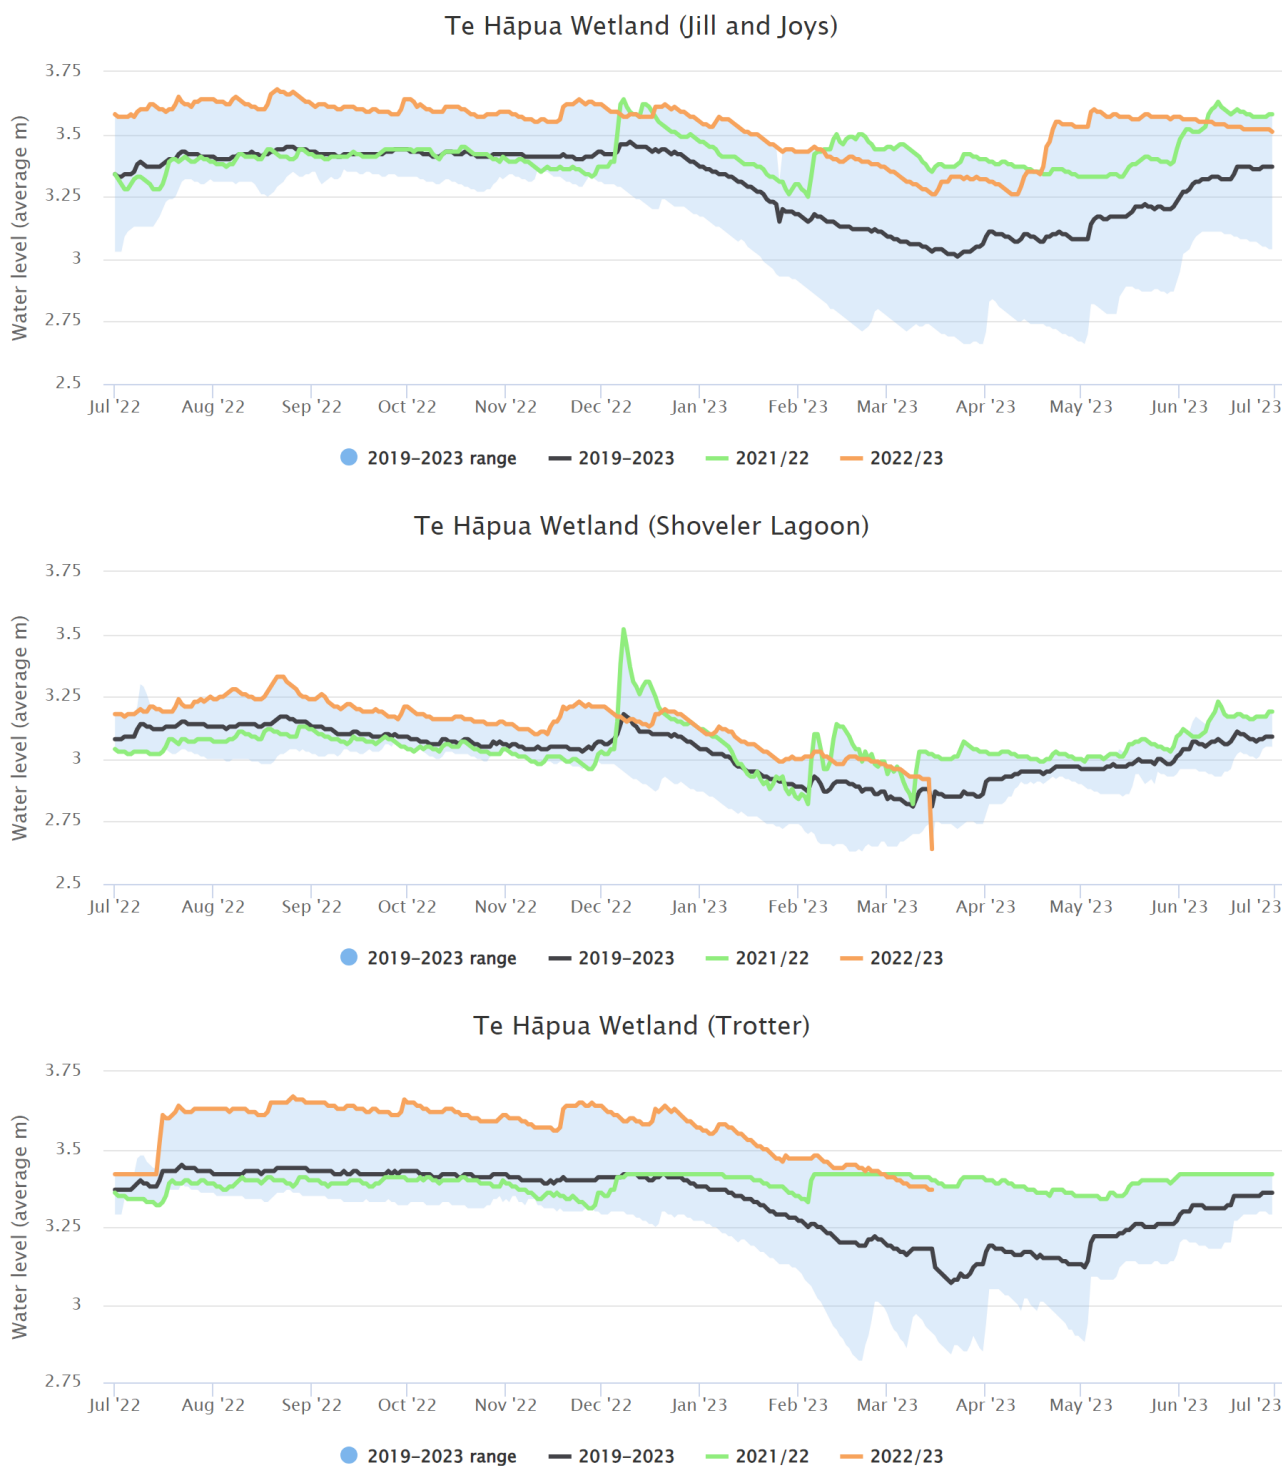 Te Hāpua Wetland (Jill and Joys)
Water level (average m)
3.75
3.5
3.25
3
2.75
2.5
Jul '22 Aug '22 Sep '22 Oct '22 Nov '22 Dec '22 Jan '23 Feb '23 Mar '23 Apr '23 May '23 Jun '23 Jul '23
2019–2023 range 2019–2023 2021/22 2022/23
Te Hāpua Wetland (Shoveler Lagoon)
Water level (average m)
3.75
3.5
3.25
3
2.75
2.5
Jul '22 Aug '22 Sep '22 Oct '22 Nov '22 Dec '22 Jan '23 Feb '23 Mar '23 Apr '23 May '23 Jun '23 Jul '23
2019–2023 range 2019–2023 2021/22 2022/23
Te Hāpua Wetland (Trotter)
Water level (average m)
3.75
3.5
3.25
3
2.75
Jul '22 Aug '22 Sep '22 Oct '22 Nov '22 Dec '22 Jan '23 Feb '23 Mar '23 Apr '23 May '23 Jun '23 Jul '23
2019–2023 range 2019–2023 2021/22 2022/23